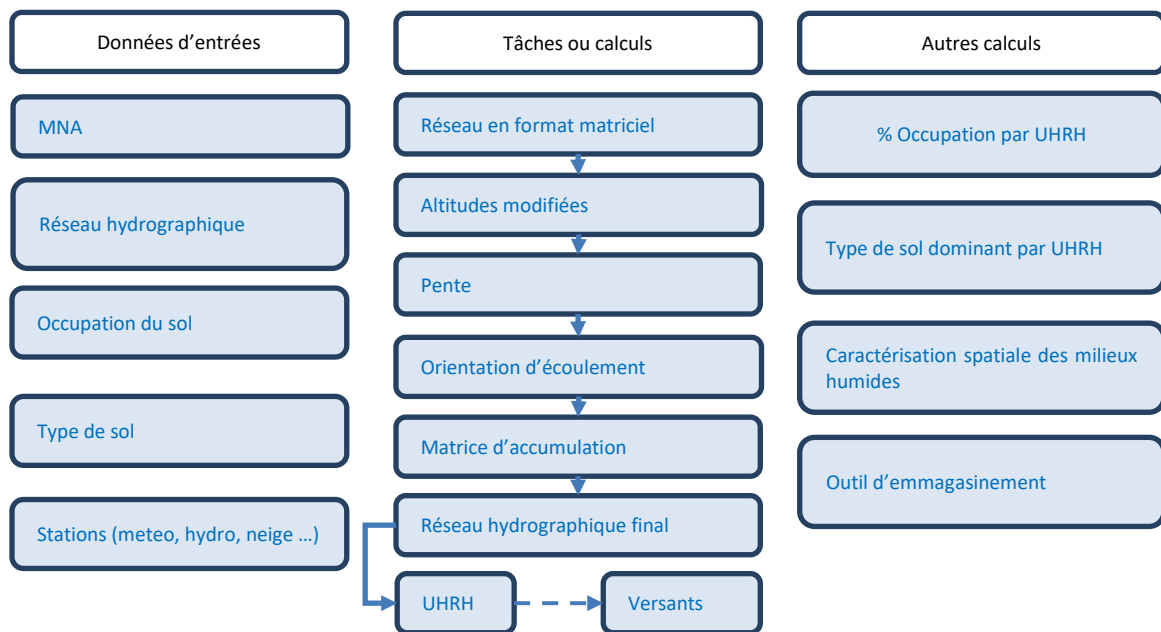 Données d’entrées
MNA
Réseau hydrographique
Occupation du sol
Type de sol
Stations (meteo, hydro, neige …)
Tâches ou calculs
Réseau en format matriciel
Altitudes modifiées
Pente
Orientation d’écoulement
Matrice d’accumulation
Réseau hydrographique final
UHRH
Versants
Autres calculs
% Occupation par UHRH
Type de sol dominant par UHRH
Caractérisation spatiale des milieux
humides
Outil d’emmagasinement